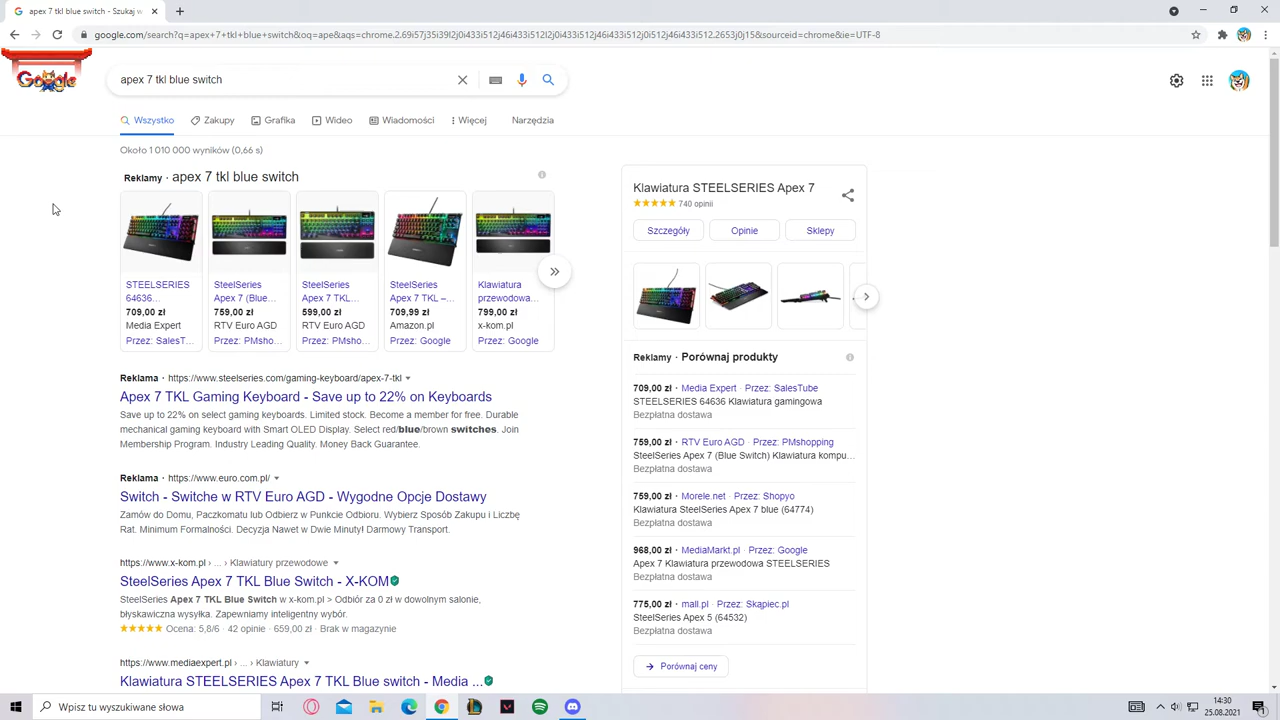 apex 7 tkl blue switch - Szukaj w
google.com/search?q=apex+7+tkl+blue+switch&oq=ape&aqs=chrome.2.69i57j35i39l2j0i433i512j46i433i512l2j0i433i512j46i433i512j0i433i512j46i433i512.2653j0j15&sourceid=chrome&ie=UTF-8
Google
apex 7 tkl blue switch
Wszystko Zakupy Grafika Wideo Wiadomości Więcej Narzędzia
Około 1 010 000 wyników (0,66 s)
Reklamy · apex 7 tkl blue switch
STEELSERIES 64636...
709,00 zł
Media Expert
Przez: SalesT...
SteelSeries Apex 7 (Blue...
759,00 zł
RTV Euro AGD
Przez: PMsho...
SteelSeries Apex 7 TKL...
599,00 zł
RTV Euro AGD
Przez: PMsho...
SteelSeries Apex 7 TKL –...
709,99 zł
Amazon.pl
Przez: Google
Klawiatura przewodowa...
799,00 zł
x-kom.pl
Przez: Google
Reklama · https://www.steelseries.com/gaming-keyboard/apex-7-tkl
Apex 7 TKL Gaming Keyboard - Save up to 22% on Keyboards
Save up to 22% on select gaming keyboards. Limited stock. Become a member for free. Durable
mechanical gaming keyboard with Smart OLED Display. Select red/blue/brown switches. Join
Membership Program. Industry Leading Quality. Money Back Guarantee.
Reklama · https://www.euro.com.pl/
Switch - Switche w RTV Euro AGD - Wygodne Opcje Dostawy
Zamów do Domu, Paczkomatu lub Odbierz w Punkcie Odbioru. Wybierz Sposób Zakupu i Liczbę
Rat. Minimum Formalności. Decyzja Nawet w Dwie Minuty! Darmowy Transport.
https://www.x-kom.pl › ... › Klawiatury przewodowe
SteelSeries Apex 7 TKL Blue Switch - X-KOM
SteelSeries Apex 7 TKL Blue Switch w x-kom.pl > Odbiór za 0 zł w dowolnym salonie,
błyskawiczna wysyłka. Zapewniamy inteligentny wybór.
Ocena: 5,8/6 · 42 opinie · 659,00 zł · Brak w magazynie
https://www.mediaexpert.pl › ... › Klawiatury
Klawiatura STEELSERIES Apex 7 TKL Blue switch - Media ...
Klawiatura STEELSERIES Apex 7
740 opinii
Szczegóły Opinie Sklepy
Reklamy · Porównaj produkty
709,00 zł · Media Expert · Przez: SalesTube
STEELSERIES 64636 Klawiatura gamingowa
Bezpłatna dostawa
759,00 zł · RTV Euro AGD · Przez: PMshopping
SteelSeries Apex 7 (Blue Switch) Klawiatura kompu...
Bezpłatna dostawa
759,00 zł · Morele.net · Przez: Shopyo
Klawiatura SteelSeries Apex 7 blue (64774)
Bezpłatna dostawa
968,00 zł · MediaMarkt.pl · Przez: Google
Apex 7 Klawiatura przewodowa STEELSERIES
Bezpłatna dostawa
775,00 zł · mall.pl · Przez: Skąpiec.pl
SteelSeries Apex 5 (64532)
Bezpłatna dostawa
Porównaj ceny
Wpisz tu wyszukiwane słowa
14:30
25.08.2021